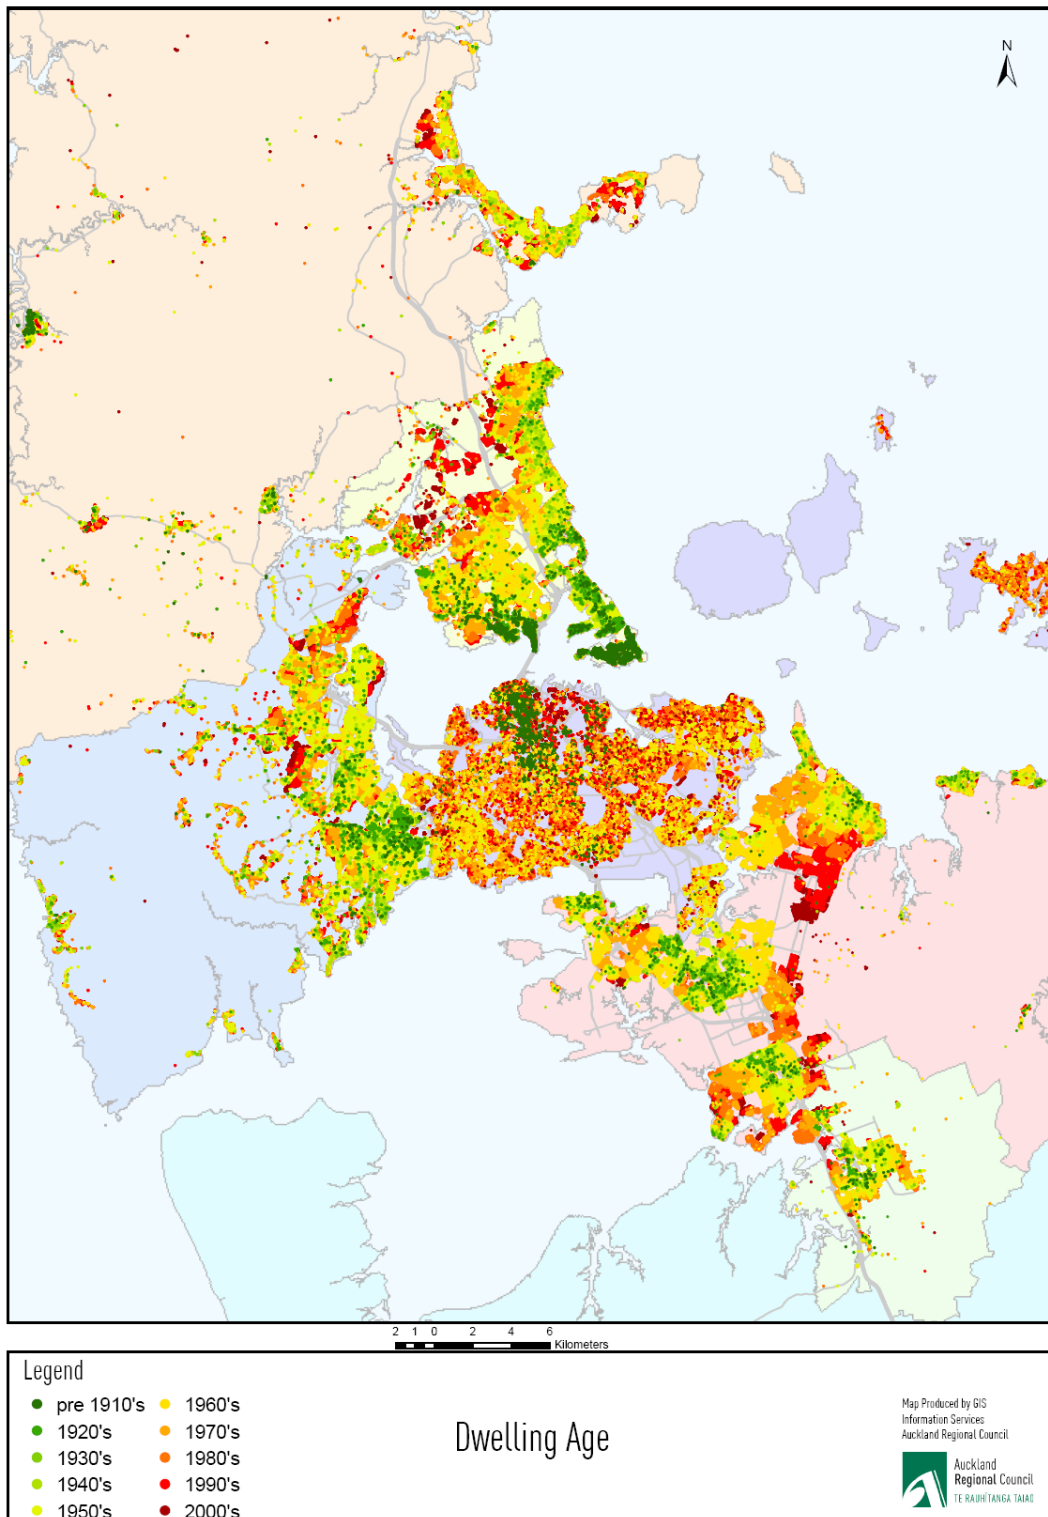 N
2 1 0 2 4 6
Kilometers
Legend
pre 1910's
1920's
1930's
1940's
1950's
1960's
1970's
1980's
1990's
2000's
Dwelling Age
Map Produced by GIS
Information Services
Auckland Regional Council
Auckland
Regional Council
TE RAUHĪTANGA TAIAO